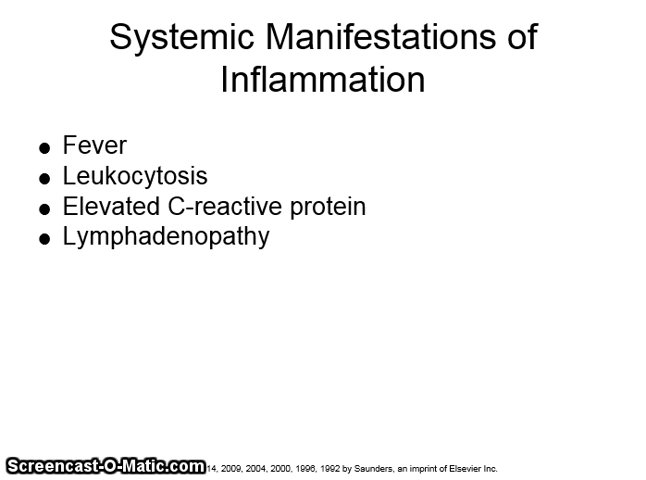 Systemic Manifestations of
Inflammation
● Fever
● Leukocytosis
● Elevated C-reactive protein
● Lymphadenopathy
Screencast-O-Matic.com
14, 2009, 2004, 2000, 1996, 1992 by Saunders, an imprint of Elsevier Inc.